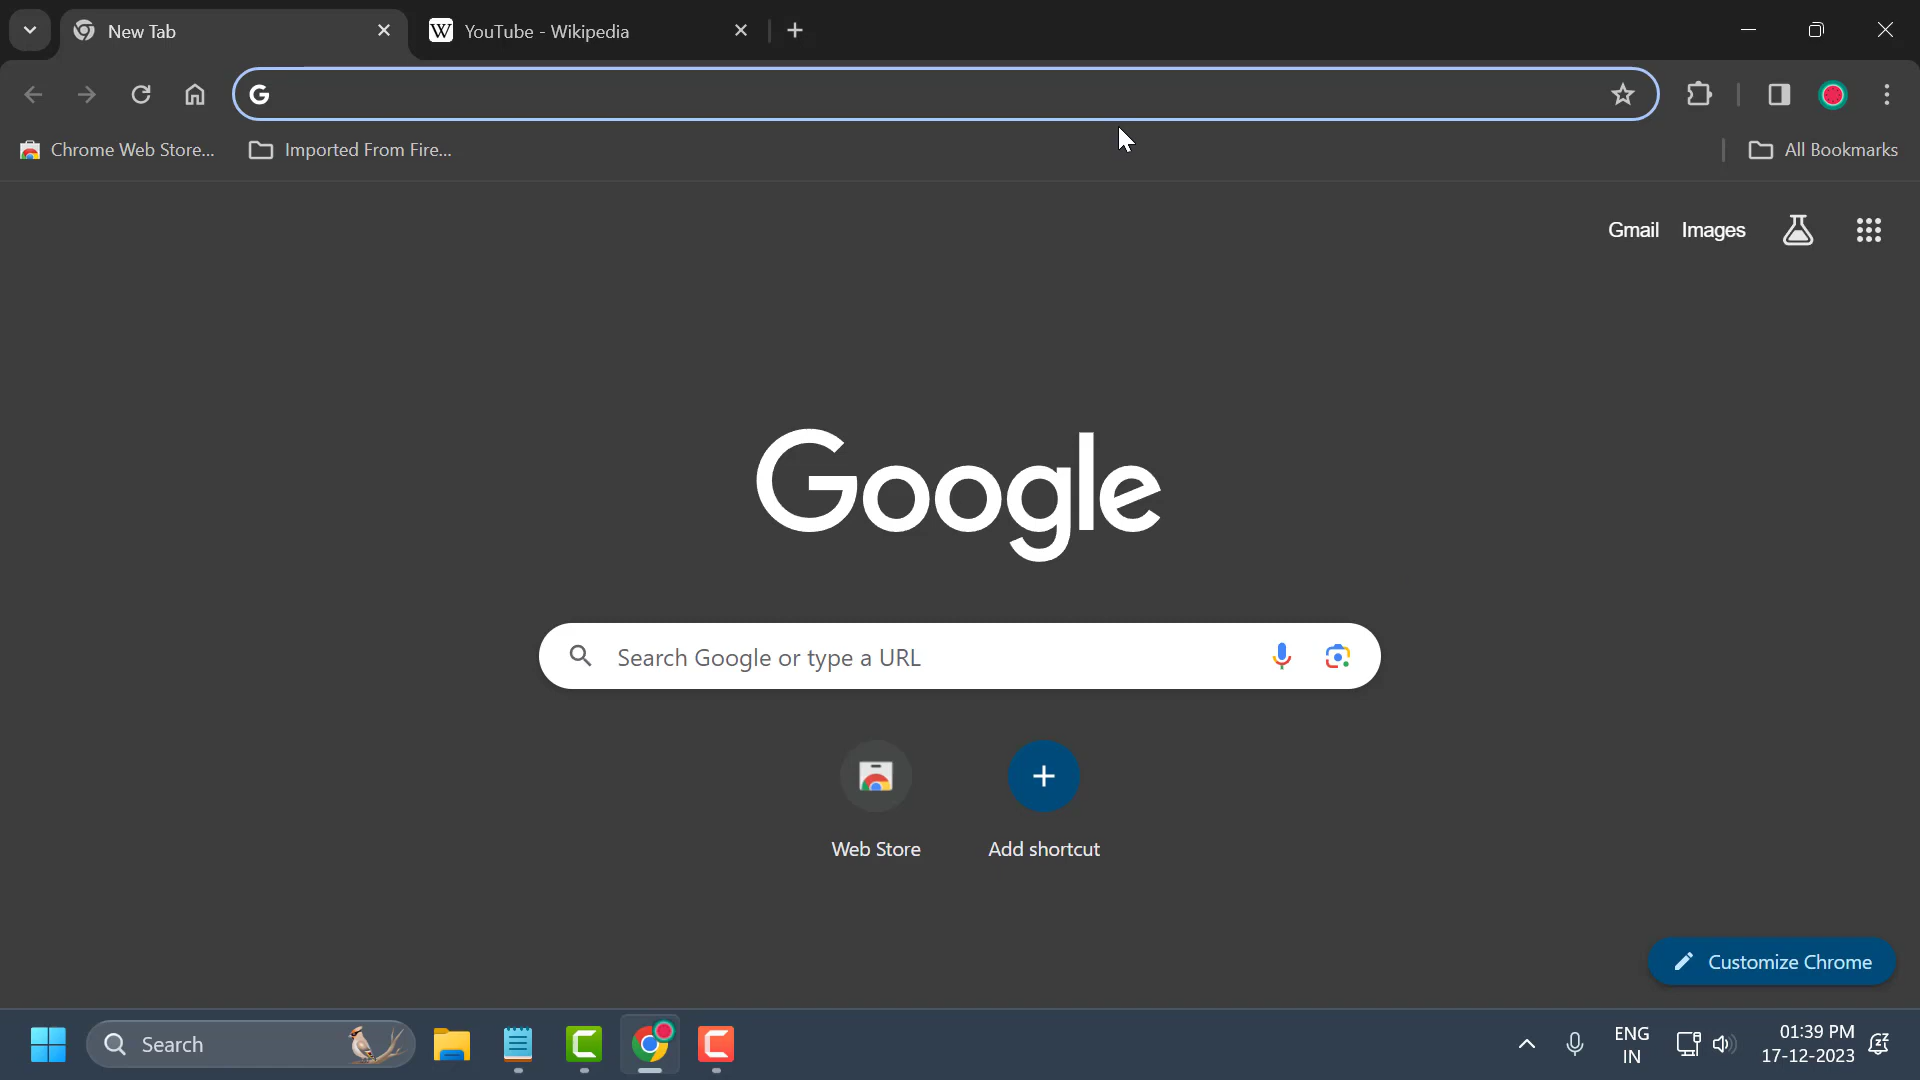 New Tab
YouTube - Wikipedia
Chrome Web Store...
Imported From Fire...
All Bookmarks
Gmail
Images
Google
Search Google or type a URL
Web Store
Add shortcut
Customize Chrome
Search
ENG
IN
01:39 PM
17-12-2023